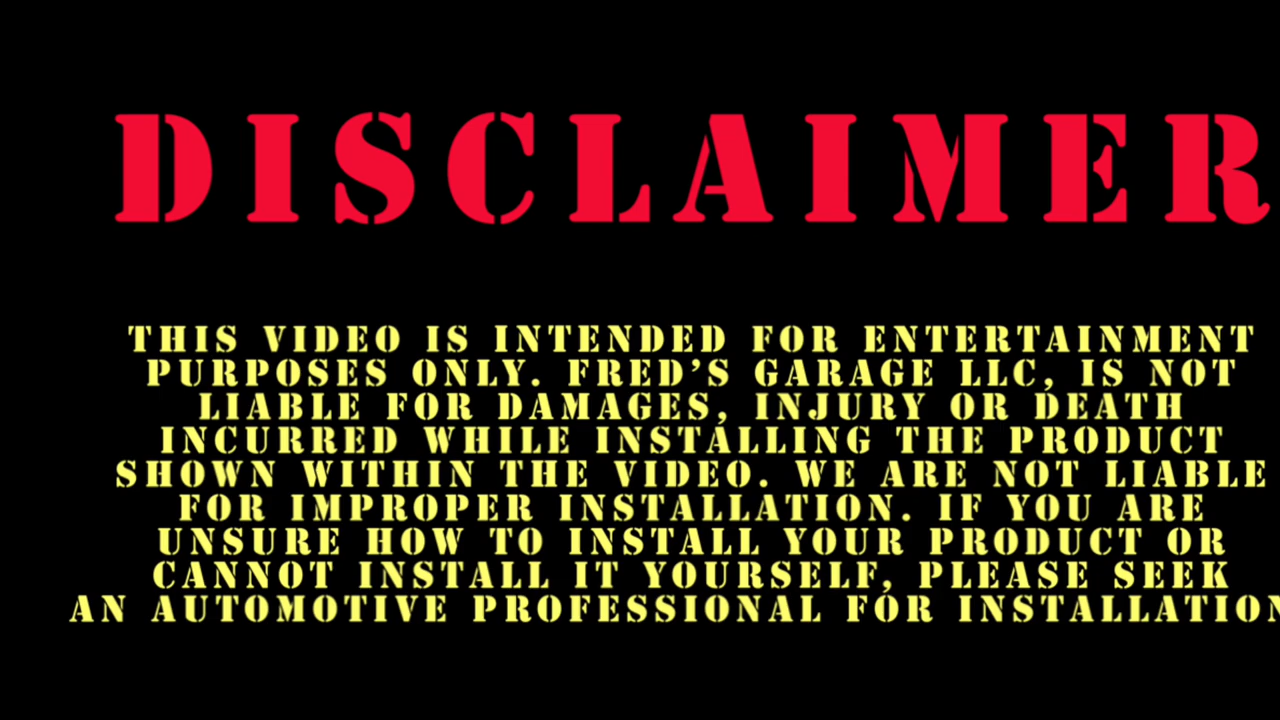 DISCLAIMER
THIS VIDEO IS INTENDED FOR ENTERTAINMENT
PURPOSES ONLY. FRED'S GARAGE LLC, IS NOT
LIABLE FOR DAMAGES, INJURY OR DEATH
INCURRED WHILE INSTALLING THE PRODUCT
SHOWN WITHIN THE VIDEO. WE ARE NOT LIABLE
FOR IMPROPER INSTALLATION. IF YOU ARE
UNSURE HOW TO INSTALL YOUR PRODUCT OR
CANNOT INSTALL IT YOURSELF, PLEASE SEEK
AN AUTOMOTIVE PROFESSIONAL FOR INSTALLATION